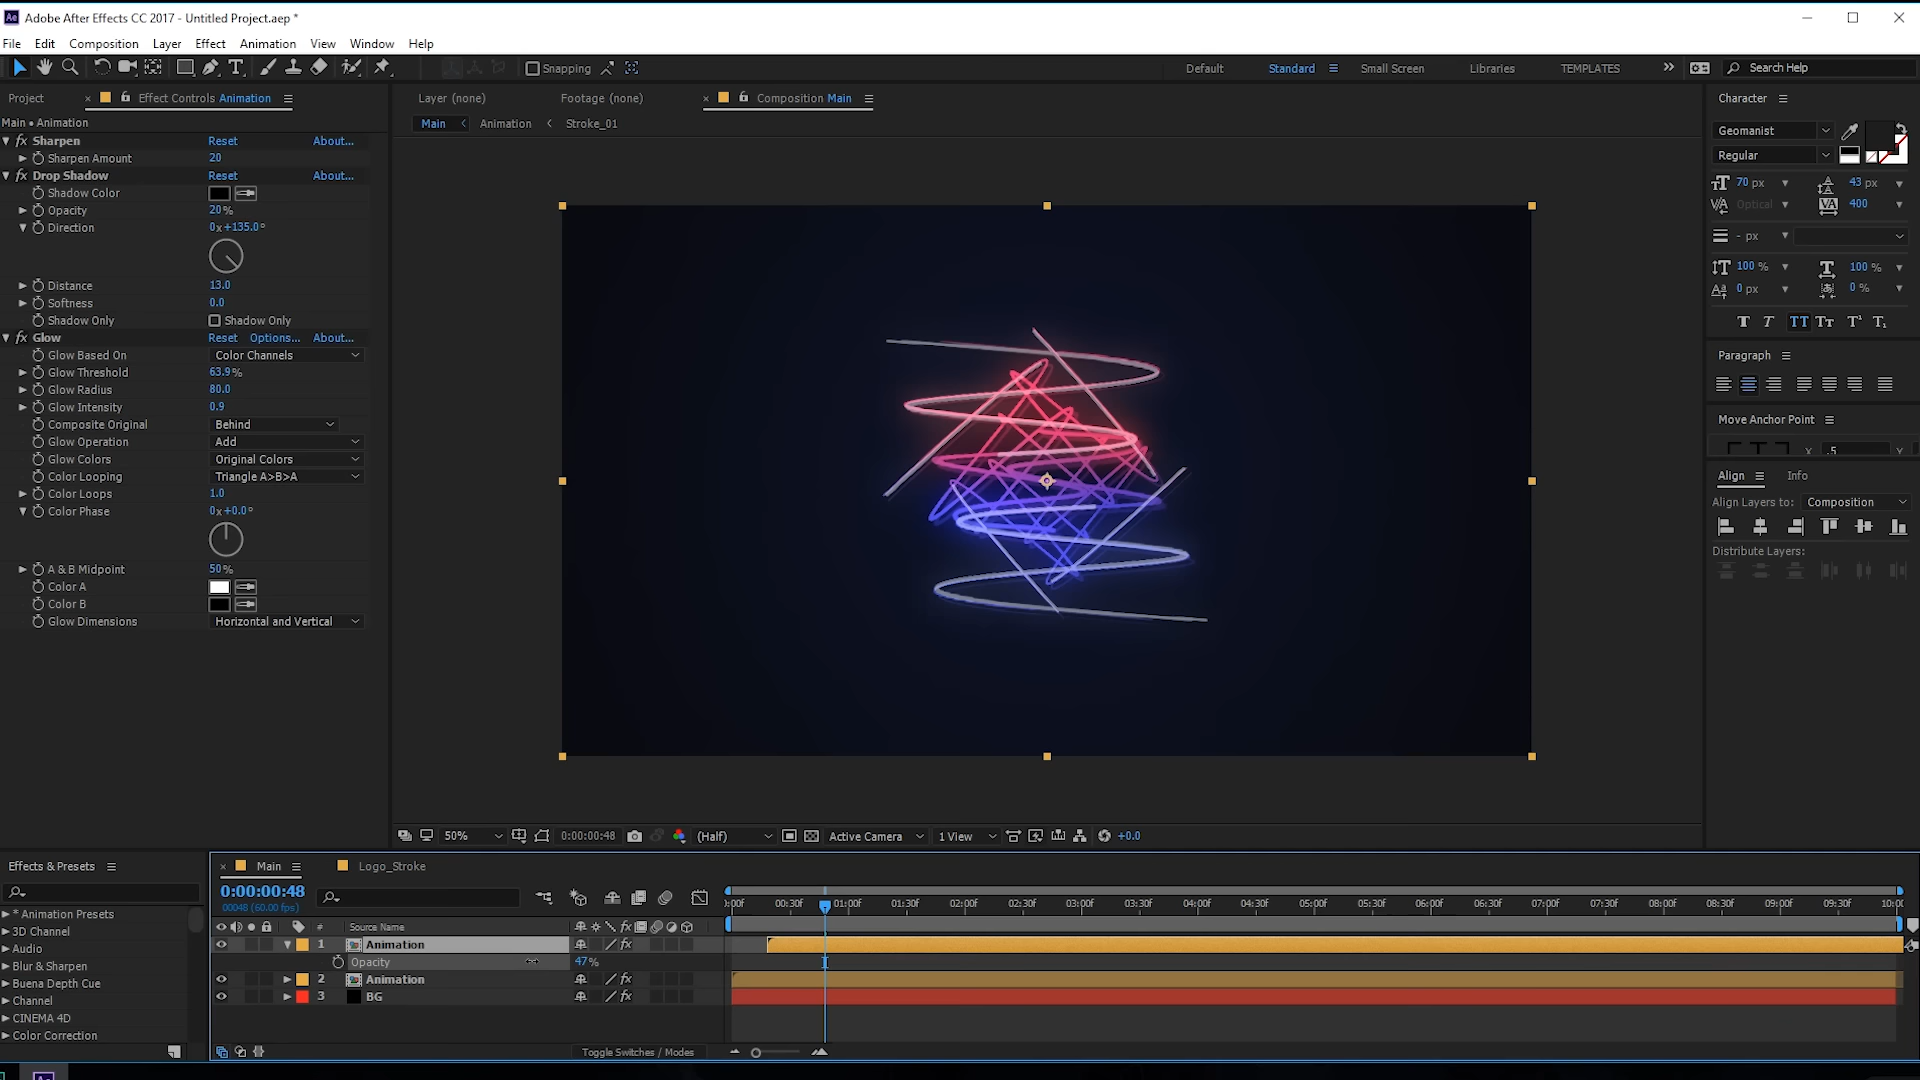 Adobe After Effects CC 2017 - Untitled Project.aep *
File Edit Composition Layer Effect Animation View Window Help
Snapping Default Standard Small Screen Libraries TEMPLATES Search Help
Project Effect Controls Animation Layer (none) Footage (none) Composition Main Character
Main • Animation
Main Animation Stroke_01
Sharpen Reset About...
Sharpen Amount 20
Drop Shadow Reset About...
Shadow Color
Opacity 20%
Direction 0x+135.0°
Distance 13.0
Softness 0.0
Shadow Only Shadow Only
Glow Reset Options... About...
Glow Based On Color Channels
Glow Threshold 63.9%
Glow Radius 80.0
Glow Intensity 0.9
Composite Original Behind
Glow Operation Add
Glow Colors Original Colors
Color Looping Triangle A>B>A
Color Loops 1.0
Color Phase 0x+0.0°
A & B Midpoint 50%
Color A
Color B
Glow Dimensions Horizontal and Vertical
Geomanist
Regular
70 px 43 px
Optical 400
- px
100 % 100 %
0 px 0 %
Paragraph
Move Anchor Point
X .5
Align Info
Align Layers to: Composition
Distribute Layers:
50% 0:00:00:48 (Half) Active Camera 1 View +0.0
Effects & Presets
* Animation Presets
3D Channel
Audio
Blur & Sharpen
Buena Depth Cue
Channel
CINEMA 4D
Color Correction
Main Logo_Stroke
0:00:00:48
00048 (60.00 fps)
:00f 00:30f 01:00f 01:30f 02:00f 02:30f 03:00f 03:30f 04:00f 04:30f 05:00f 05:30f 06:00f 06:30f 07:00f 07:30f 08:00f 08:30f 09:00f 09:30f 10:00
# Source Name
1 Animation
Opacity 47%
2 Animation
3 BG
Toggle Switches / Modes